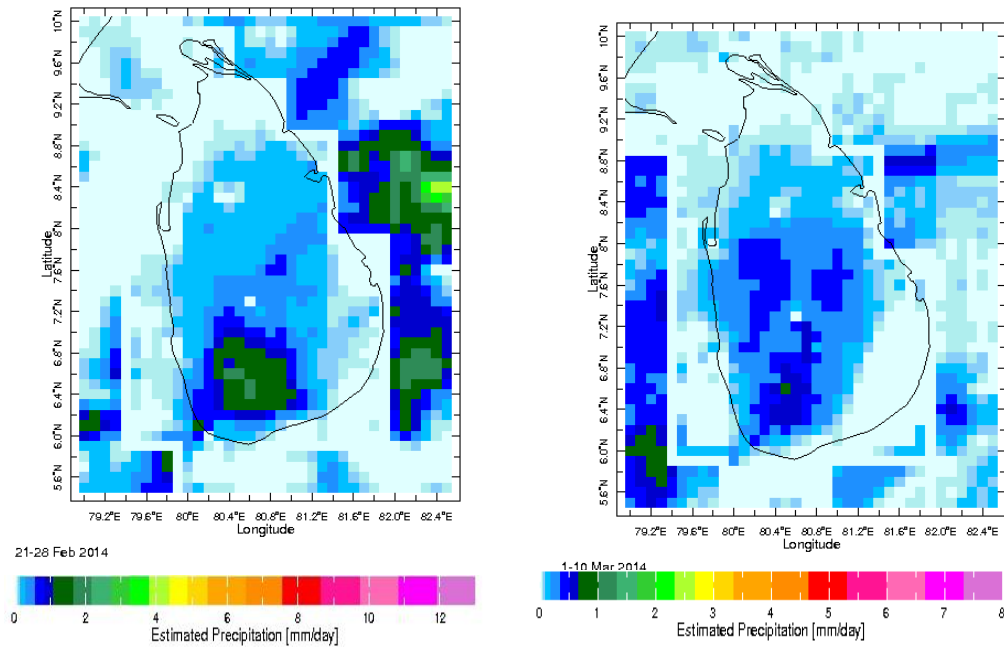 10°N
9.6°N
9.2°N
8.8°N
8.4°N
8°N
7.6°N
7.2°N
6.8°N
6.4°N
6.0°N
5.6°N
Latitude
79.2°E 79.6°E 80°E 80.4°E 80.8°E 81.2°E 81.6°E 82.0°E 82.4°E
Longitude
21-28 Feb 2014
0 2 4 6 8 10 12
Estimated Precipitation [mm/day]
10°N
9.6°N
9.2°N
8.8°N
8.4°N
8°N
7.6°N
7.2°N
6.8°N
6.4°N
6.0°N
5.6°N
Latitude
79.2°E 79.6°E 80°E 80.4°E 80.8°E 81.2°E 81.6°E 82.0°E 82.4°E
Longitude
1-10 Mar 2014
0 1 2 3 4 5 6 7 8
Estimated Precipitation [mm/day]